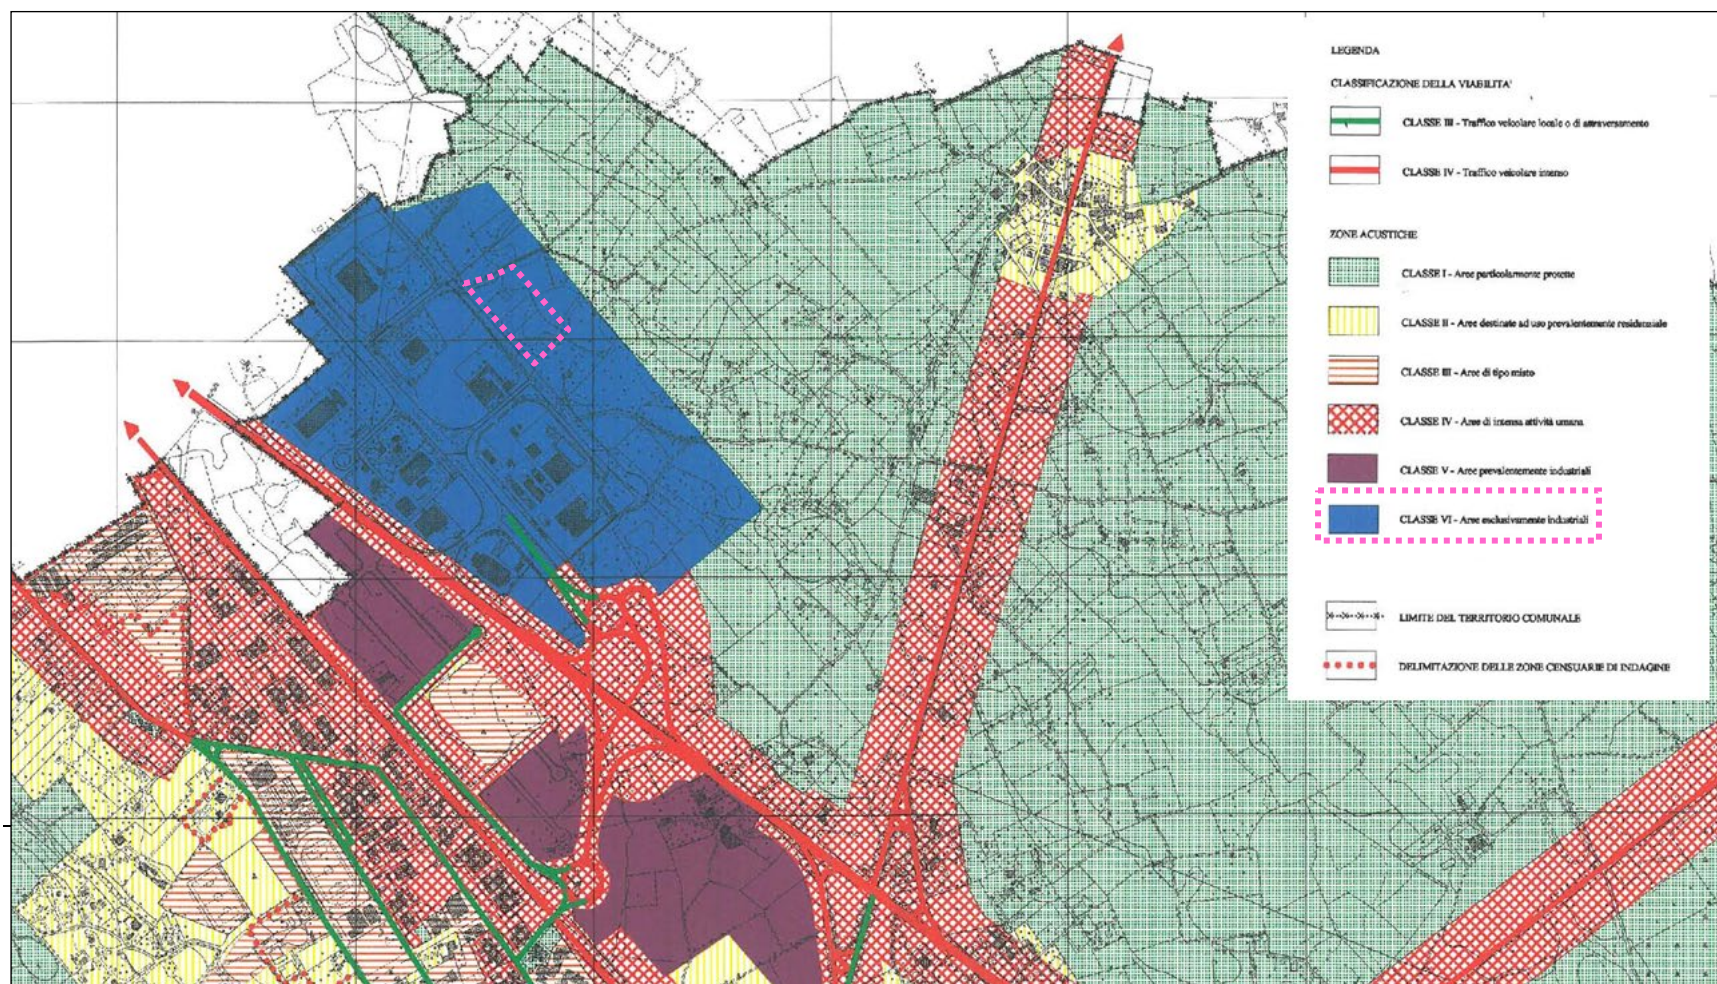 LEGENDA
CLASSIFICAZIONE DELLA VIABILITA'
CLASSE III - Traffico veicolare locale o di attraversamento
CLASSE IV - Traffico veicolare intenso
ZONE ACUSTICHE
CLASSE I - Aree particolarmente protette
CLASSE II - Aree destinate ad uso prevalentemente residenziale
CLASSE III - Aree di tipo misto
CLASSE IV - Aree di intensa attività umana
CLASSE V - Aree prevalentemente industriali
CLASSE VI - Aree esclusivamente industriali
LIMITE DEL TERRITORIO COMUNALE
DELIMITAZIONE DELLE ZONE CENSUARIE DI INDAGINE